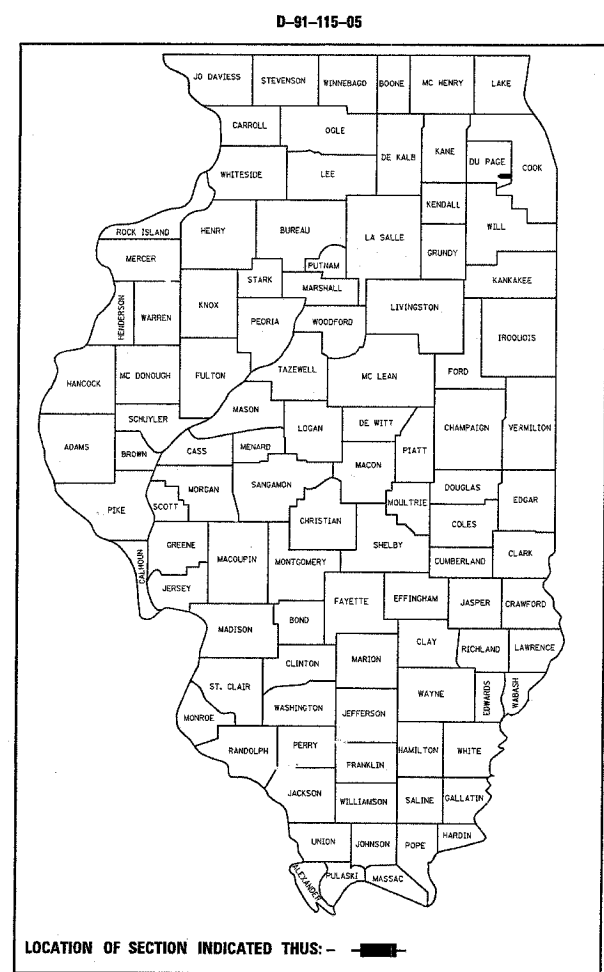 D-91-115-05
JO DAVIESS
STEVENSON
WINNEBAGO
BOONE
MC HENRY
LAKE
CARROLL
OGLE
DE KALB
KANE
DU PAGE
COOK
WHITESIDE
LEE
KENDALL
WILL
ROCK ISLAND
HENRY
BUREAU
LA SALLE
GRUNDY
MERCER
PUTNAM
KANKAKEE
STARK
MARSHALL
HENDERSON
WARREN
KNOX
PEORIA
WOODFORD
LIVINGSTON
IROQUOIS
HANCOCK
MC DONOUGH
FULTON
TAZEWELL
MC LEAN
FORD
SCHUYLER
MASON
LOGAN
DE WITT
CHAMPAIGN
VERMILION
ADAMS
BROWN
CASS
MENARD
PIATT
MACON
MORGAN
SANGAMON
DOUGLAS
EDGAR
PIKE
SCOTT
CHRISTIAN
MOULTRIE
COLES
GREENE
MACOUPIN
MONTGOMERY
SHELBY
CUMBERLAND
CLARK
CALHOUN
JERSEY
FAYETTE
EFFINGHAM
JASPER
CRAWFORD
MADISON
BOND
CLAY
RICHLAND
LAWRENCE
CLINTON
MARION
ST. CLAIR
WAYNE
EDWARDS
WABASH
WASHINGTON
JEFFERSON
MONROE
RANDOLPH
PERRY
HAMILTON
WHITE
FRANKLIN
JACKSON
WILLIAMSON
SALINE
GALLATIN
UNION
JOHNSON
POPE
HARDIN
ALEXANDER
PULASKI
MASSAC
LOCATION OF SECTION INDICATED THUS: -